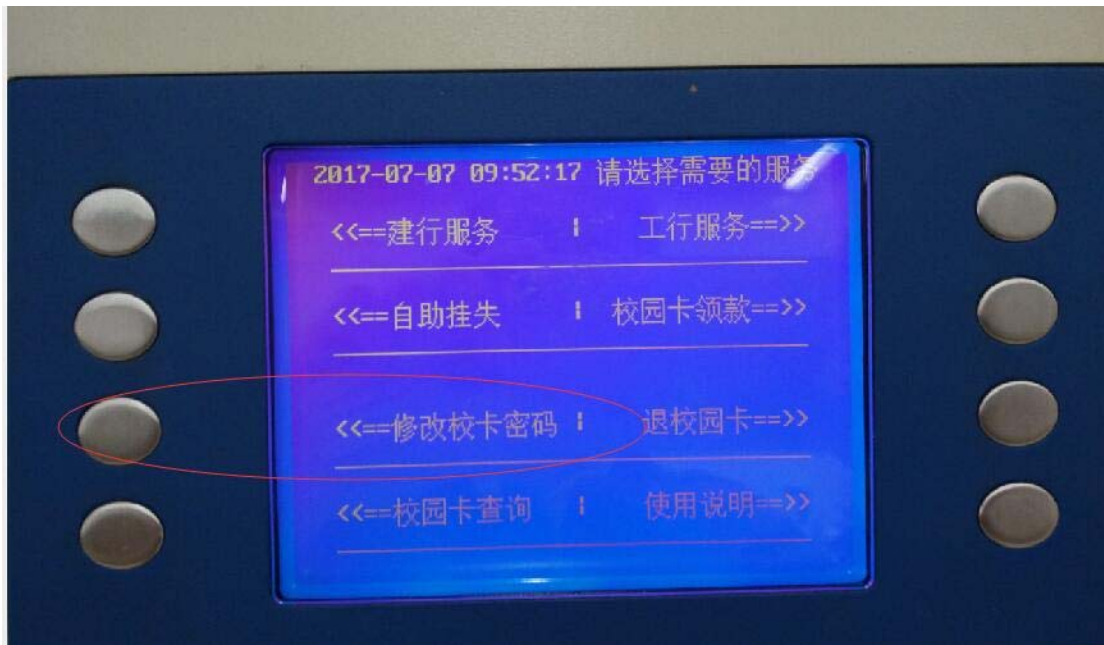 2017-07-07 09:52:17 请选择需要的服务
<<==建行服务 | 工行服务==>>
<<==自助挂失 | 校园卡领款==>>
<<==修改校卡密码 | 退校园卡==>>
<<==校园卡查询 | 使用说明==>>